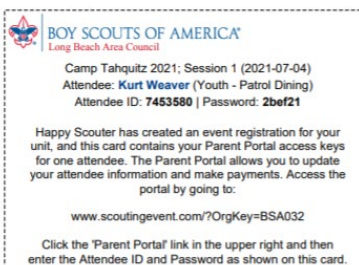 BOY SCOUTS OF AMERICA®
Long Beach Area Council
Camp Tahquitz 2021; Session 1 (2021-07-04)
Attendee: Kurt Weaver (Youth - Patrol Dining)
Attendee ID: 7453580 | Password: 2bef21
Happy Scouter has created an event registration for your
unit, and this card contains your Parent Portal access keys
for one attendee. The Parent Portal allows you to update
your attendee information and make payments. Access the
portal by going to:
www.scoutingevent.com/?OrgKey=BSA032
Click the 'Parent Portal' link in the upper right and then
enter the Attendee ID and Password as shown on this card.